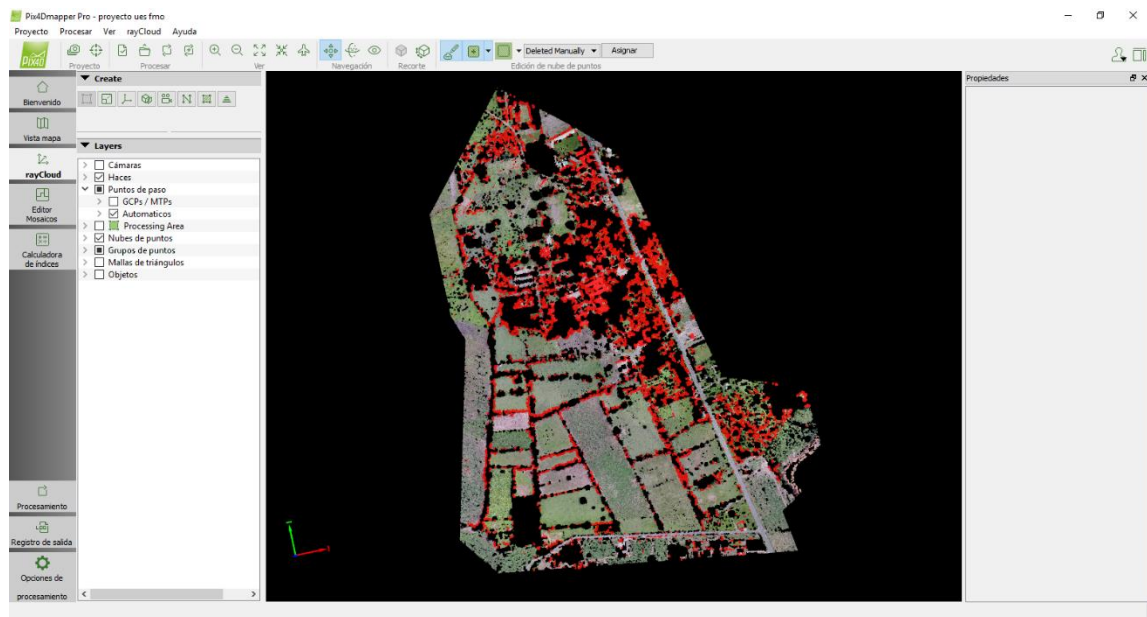 Pix4Dmapper Pro - proyecto ues fmo
Proyecto Procesar Ver rayCloud Ayuda
PIX4D
Deleted Manually Asignar
Proyecto Procesar Ver Navegación Recorte Edición de nube de puntos
Bienvenido
Vista mapa
rayCloud
Editor
Mosaicos
Calculadora
de índices
Procesamiento
Registro de salida
Opciones de
procesamiento
Create
Layers
Cámaras
Haces
Puntos de paso
GCPs / MTPs
Automaticos
Processing Area
Nubes de puntos
Grupos de puntos
Mallas de triángulos
Objetos
Propiedades